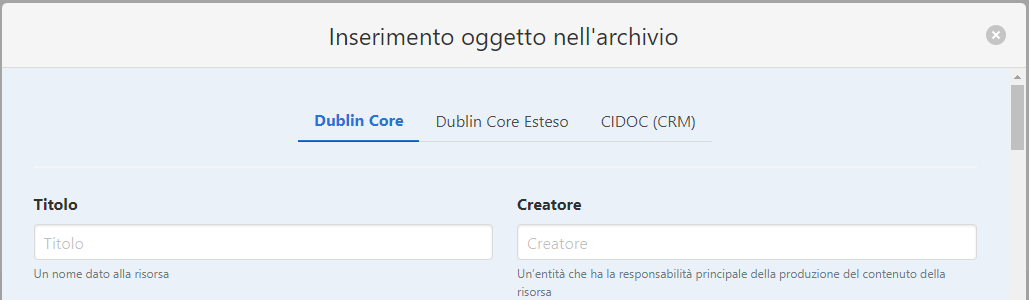 Inserimento oggetto nell'archivio
Dublin Core
Dublin Core Esteso
CIDOC (CRM)
Titolo
Creatore
Titolo
Creatore
Un nome dato alla risorsa
Un'entità che ha la responsabilità principale della produzione del contenuto della
risorsa